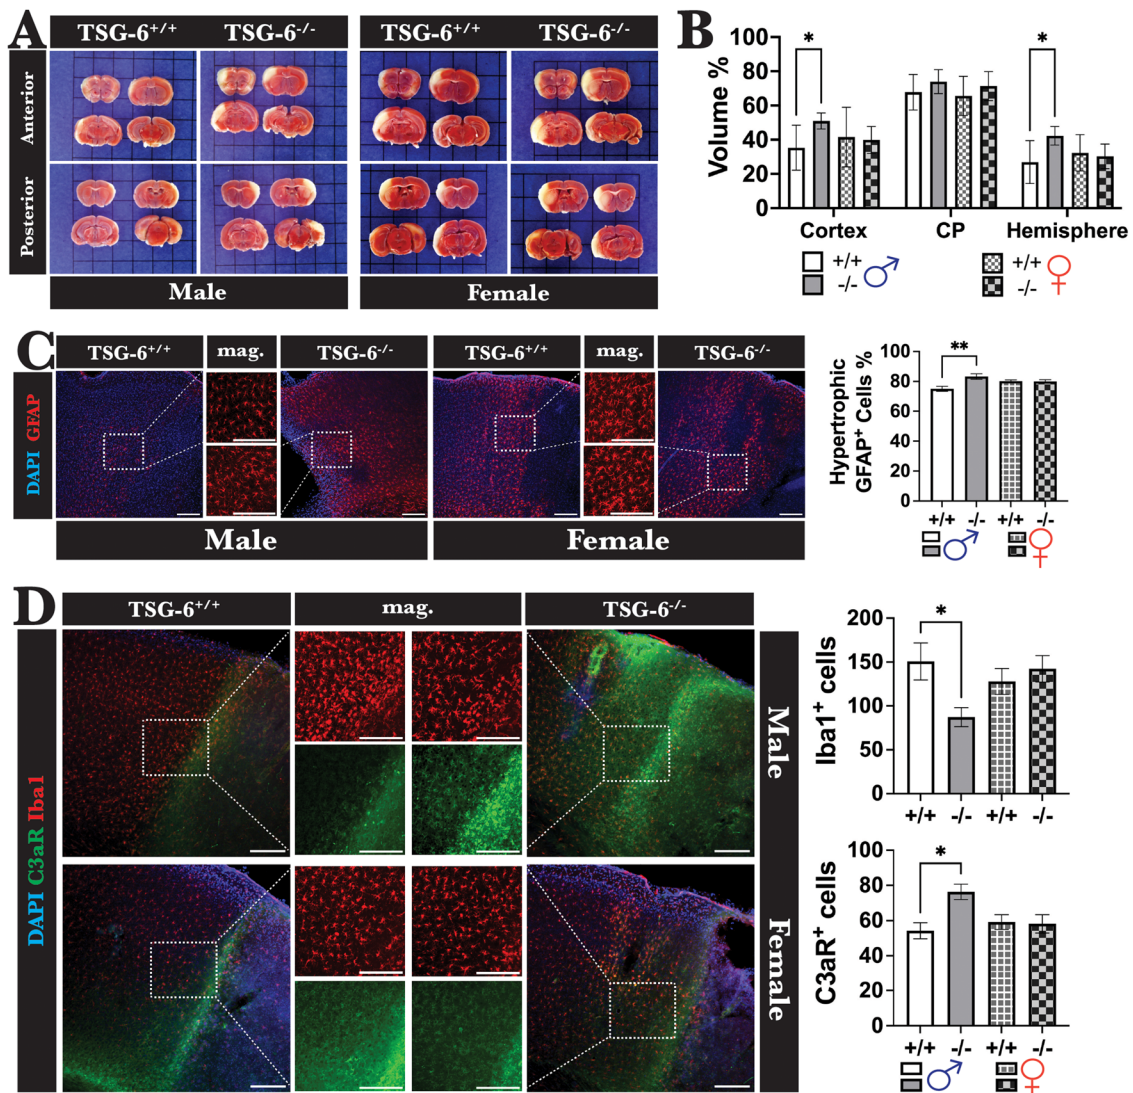 A
TSG-6+/+ TSG-6-/- TSG-6+/+ TSG-6-/-
Anterior
Posterior
Male Female
B
Volume %
100
80
60
40
20
0
* *
Cortex CP Hemisphere
+/+ ♂ +/+ ♀
-/- -/-
C
TSG-6+/+ mag. TSG-6-/- TSG-6+/+ mag. TSG-6-/-
DAPI GFAP
Male Female
Hypertrophic
GFAP+ Cells %
100
80
60
40
20
0
**
+/+ -/- +/+ -/-
♂ ♀
D
TSG-6+/+ mag. TSG-6-/-
DAPI C3aR Iba1
Male
Female
Iba1+ cells
200
150
100
50
0
*
+/+ -/- +/+ -/-
C3aR+ cells
100
80
60
40
20
0
*
+/+ -/- +/+ -/-
♂ ♀